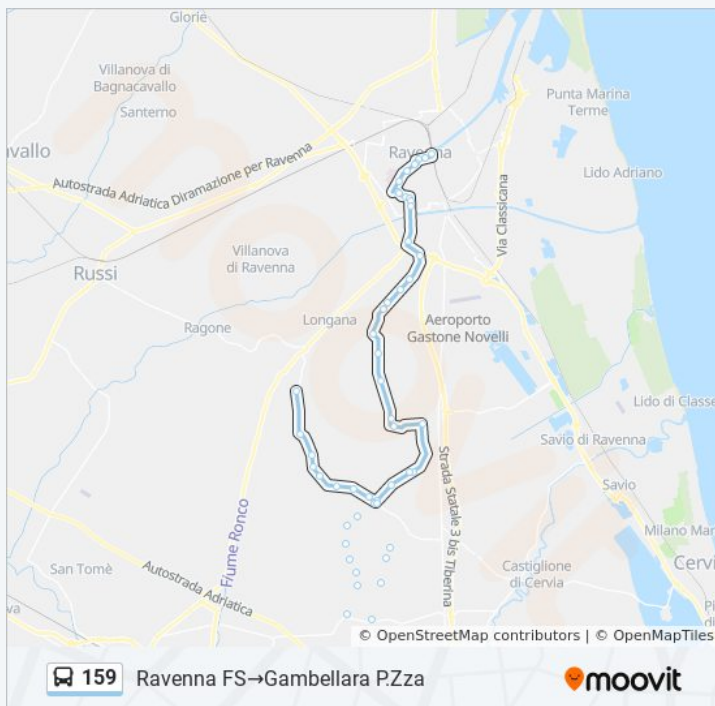 Glorie
Villanova di
Bagnacavallo
Santerno
Punta Marina
Terme
avallo
Ravenna
Lido Adriano
Autostrada Adriatica Diramazione per Ravenna
Via Classicana
Villanova
di Ravenna
Russi
Longana
Ragone
Aeroporto
Gastone Novelli
Lido di Classe
Savio di Ravenna
Strada Statale 3 bis Tiberina
Savio
Fiume Ronco
Milano Mar
San Tomè
Autostrada Adriatica
Castiglione
di Cervia
Cervi
© OpenStreetMap contributors | © OpenMapTiles
159 Ravenna FS→Gambellara P.Zza
moovit